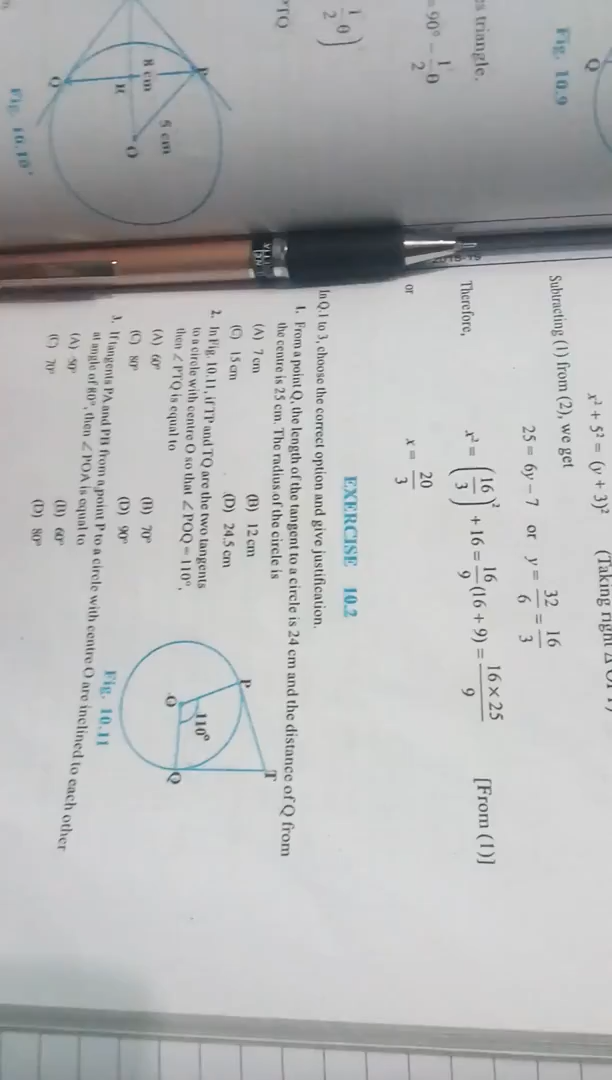 Q
Fig. 10.9
es triangle.
= 90° − 1/2 θ
1/2 θ)
PTQ
P
5 cm
8 cm
R
O
Q
Fig. 10.10
x² + 5² = (y + 3)² (Taking right Δ
Subtracting (1) from (2), we get
25 = 6y − 7 or y = 32/6 = 16/3
Therefore, x² = (16/3)² + 16 = 16/9 (16 + 9) = (16 × 25)/9 [From (1)]
or x = 20/3
EXERCISE 10.2
In Q.1 to 3, choose the correct option and give justification.
1. From a point Q, the length of the tangent to a circle is 24 cm and the distance of Q from
the centre is 25 cm. The radius of the circle is
(A) 7 cm (B) 12 cm
(C) 15 cm (D) 24.5 cm
2. In Fig. 10.11, if TP and TQ are the two tangents
to a circle with centre O so that ∠ POQ = 110°,
then ∠ PTQ is equal to
(A) 60° (B) 70°
(C) 80° (D) 90°
P
T
110°
O
Q
Fig. 10.11
3. If tangents PA and PB from a point P to a circle with centre O are inclined to each other
at angle of 80°, then ∠ POA is equal to
(A) 50° (B) 60°
(C) 70° (D) 80°